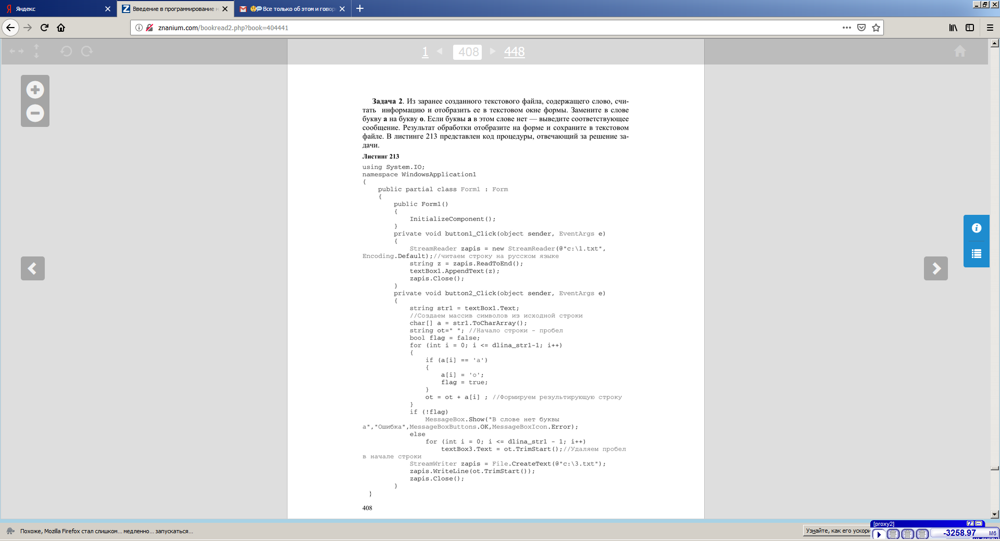 Яндекс
Введение в программирование н
Все только об этом и говор
znanium.com/bookread2.php?book=404441
1 408 448
Задача 2. Из заранее созданного текстового файла, содержащего слово, счи-
тать информацию и отобразить ее в текстовом окне формы. Замените в слове
букву а на букву о. Если буквы а в этом слове нет — выведите соответствующее
сообщение. Результат обработки отобразите на форме и сохраните в текстовом
файле. В листинге 213 представлен код процедуры, отвечающий за решение за-
дачи.
Листинг 213
using System.IO;
namespace WindowsApplication1
{
public partial class Form1 : Form
{
public Form1()
{
InitializeComponent();
}
private void button1_Click(object sender, EventArgs e)
{
StreamReader zapis = new StreamReader(@"c:\1.txt",
Encoding.Default);//читаем строку на русском языке
string z = zapis.ReadToEnd();
textBox1.AppendText(z);
zapis.Close();
}
private void button2_Click(object sender, EventArgs e)
{
string str1 = textBox1.Text;
//Создаем массив символов из исходной строки
char[] a = str1.ToCharArray();
string ot=" "; //Начало строки - пробел
bool flag = false;
for (int i = 0; i <= dlina_str1-1; i++)
{
if (a[i] == 'а')
{
a[i] = 'о';
flag = true;
}
ot = ot + a[i] ; //Формируем результирующую строку
}
if (!flag)
MessageBox.Show("В слове нет буквы
а","Ошибка",MessageBoxButtons.OK,MessageBoxIcon.Error);
else
for (int i = 0; i <= dlina_str1 - 1; i++)
textBox3.Text = ot.TrimStart();//Удаляем пробел
в начале строки
StreamWriter zapis = File.CreateText(@"c:\3.txt");
zapis.WriteLine(ot.TrimStart());
zapis.Close();
}
}
408
Похоже, Mozilla Firefox стал слишком... медленно... запускаться...
Узнайте, как его ускори
[proxy2]
-3258.97 Мб